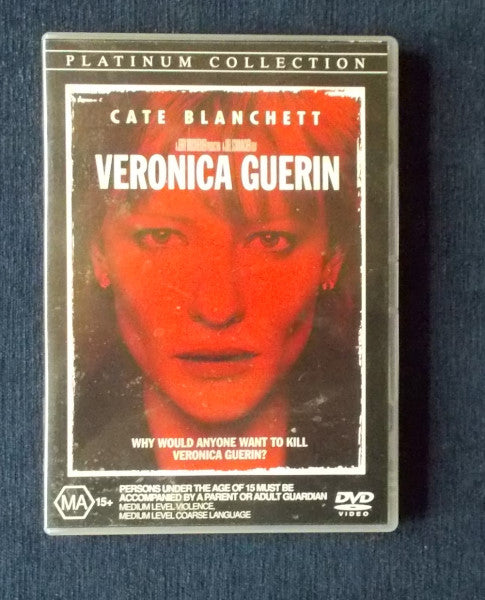 PLATINUM COLLECTION
CATE BLANCHETT
VERONICA GUERIN
WHY WOULD ANYONE WANT TO KILL
VERONICA GUERIN?
MA 15+
PERSONS UNDER THE AGE OF 15 MUST BE
ACCOMPANIED BY A PARENT OR ADULT GUARDIAN
MEDIUM LEVEL VIOLENCE,
MEDIUM LEVEL COARSE LANGUAGE
DVD
VIDEO